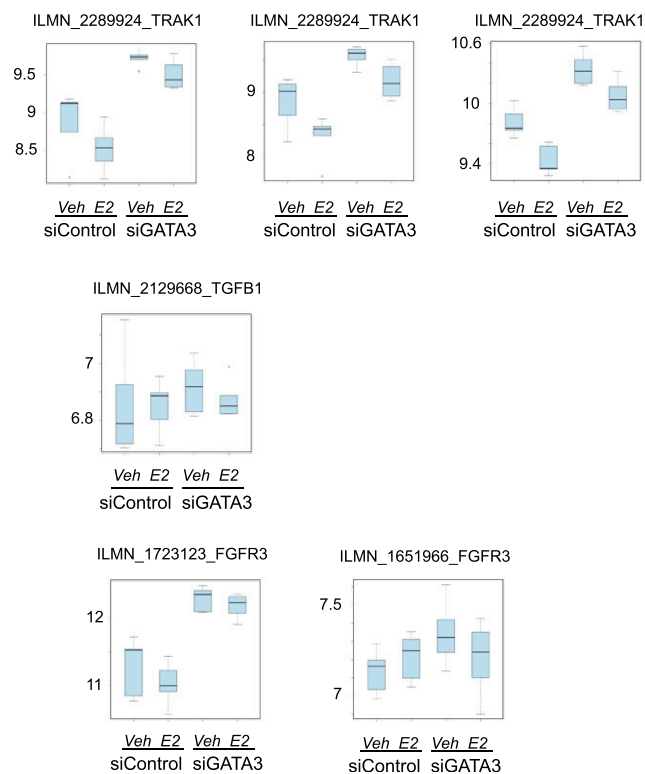 ILMN_2289924_TRAK1 ILMN_2289924_TRAK1 ILMN_2289924_TRAK1
9.5
9
8.5
9
8
10.6
10
9.4
Veh E2 Veh E2 Veh E2 Veh E2 Veh E2 Veh E2
siControl siGATA3 siControl siGATA3 siControl siGATA3
ILMN_2129668_TGFB1
7
6.8
Veh E2 Veh E2
siControl siGATA3
ILMN_1723123_FGFR3 ILMN_1651966_FGFR3
12
11
7.5
7
Veh E2 Veh E2 Veh E2 Veh E2
siControl siGATA3 siControl siGATA3